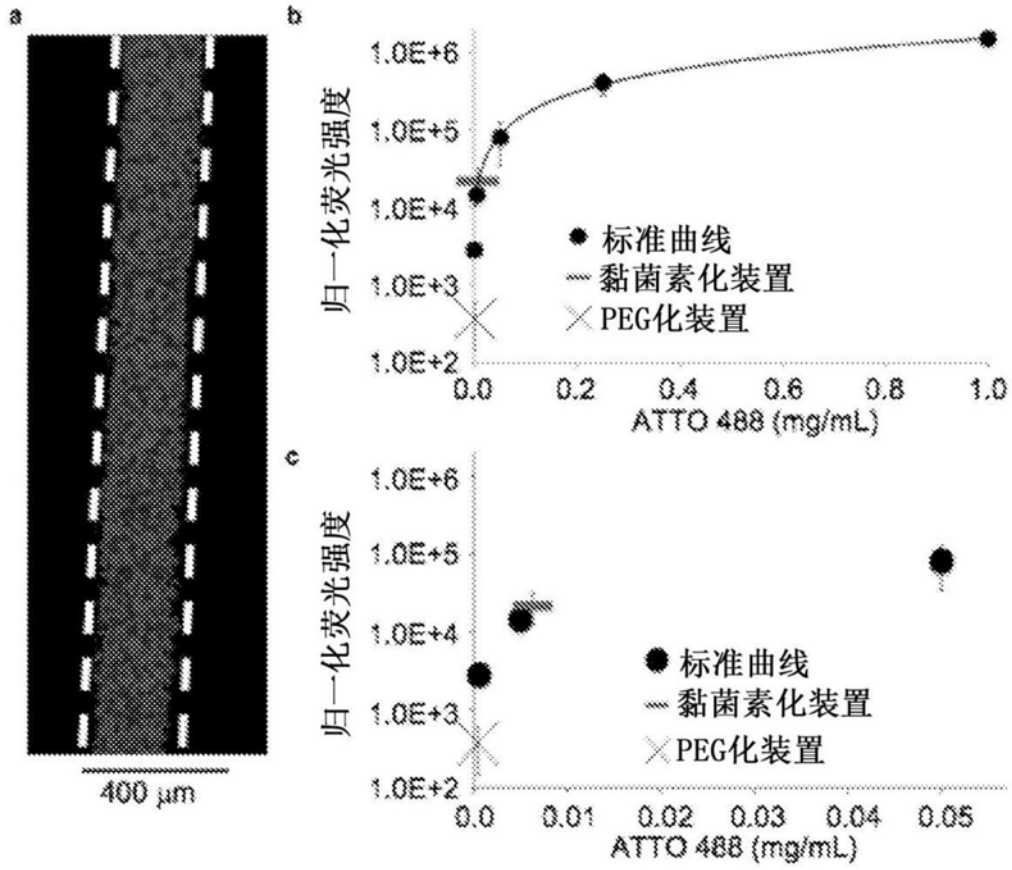 a
400 μm
b
归一化荧光强度
1.0E+6
1.0E+5
1.0E+4
1.0E+3
1.0E+2
标准曲线
黏菌素化装置
PEG化装置
0.0 0.2 0.4 0.6 0.8 1.0
ATTO 488 (mg/mL)
c
归一化荧光强度
1.0E+6
1.0E+5
1.0E+4
1.0E+3
1.0E+2
标准曲线
黏菌素化装置
PEG化装置
0.0 0.01 0.02 0.03 0.04 0.05
ATTO 488 (mg/mL)